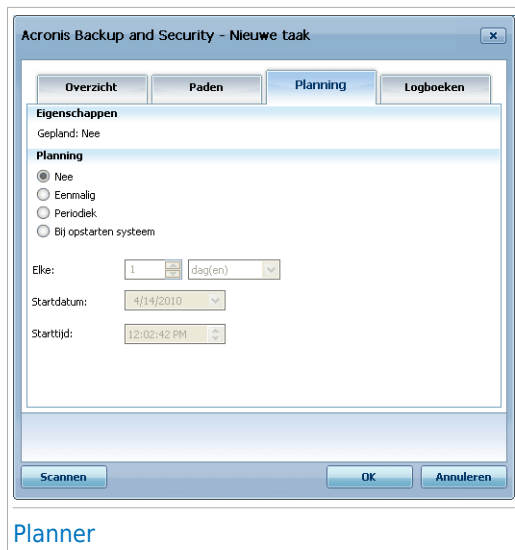 Acronis Backup and Security - Nieuwe taak
Overzicht Paden Planning Logboeken
Eigenschappen
Gepland: Nee
Planning
Nee
Eenmalig
Periodiek
Bij opstarten systeem
Elke: 1 dag(en)
Startdatum: 4/14/2010
Starttijd: 12:02:42 PM
Scannen OK Annuleren
Planner